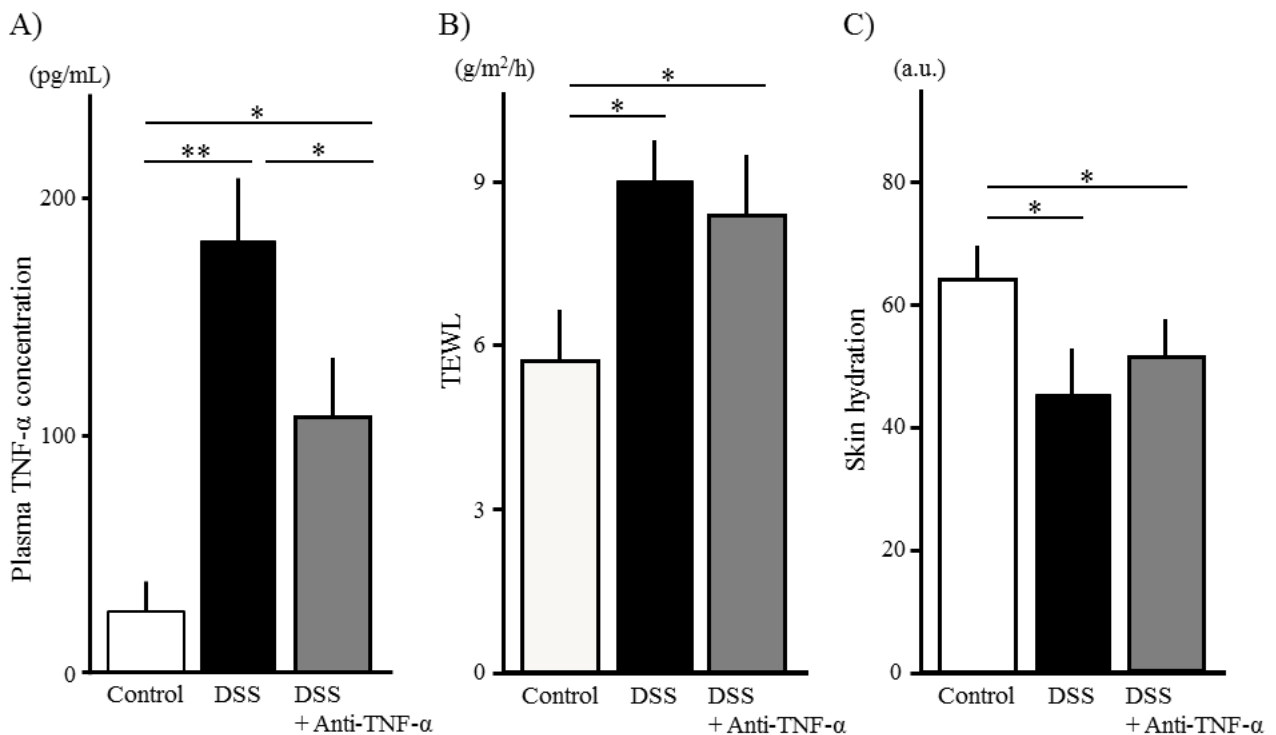 A)
(pg/mL)
Plasma TNF-α concentration
200
100
0
*
**
*
Control
DSS
DSS
+ Anti-TNF-α
B)
(g/m²/h)
TEWL
9
6
3
0
*
*
Control
DSS
DSS
+ Anti-TNF-α
C)
(a.u.)
Skin hydration
80
60
40
20
0
*
*
Control
DSS
DSS
+ Anti-TNF-α